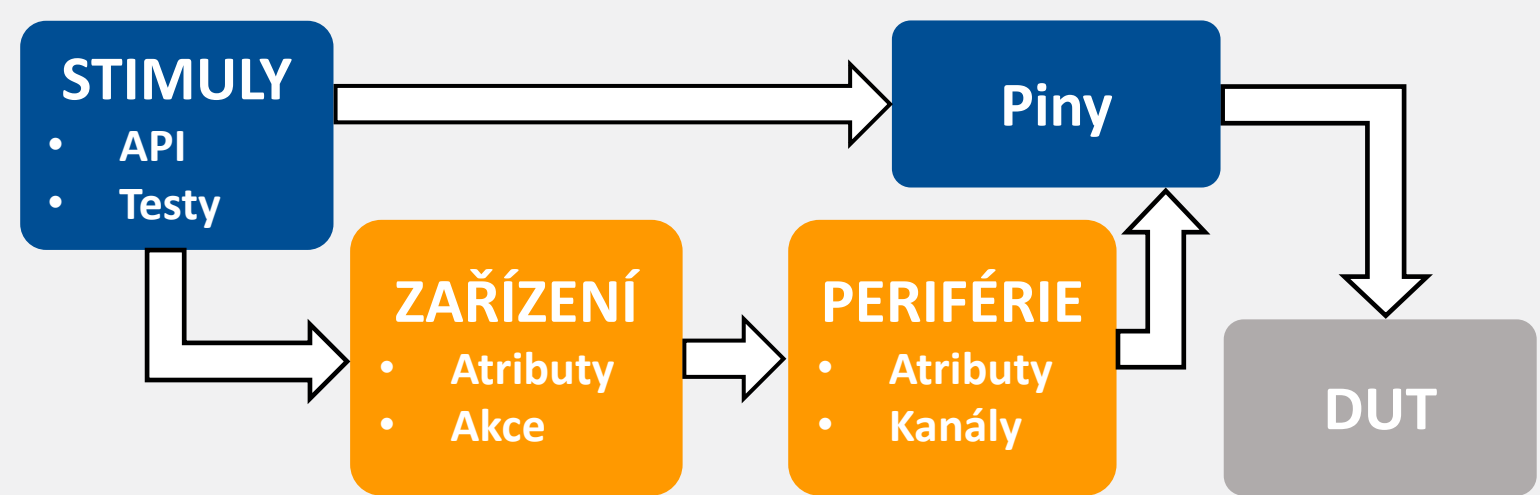 STIMULY
• API
• Testy
Piny
ZAŘÍZENÍ
• Atributy
• Akce
PERIFÉRIE
• Atributy
• Kanály
DUT